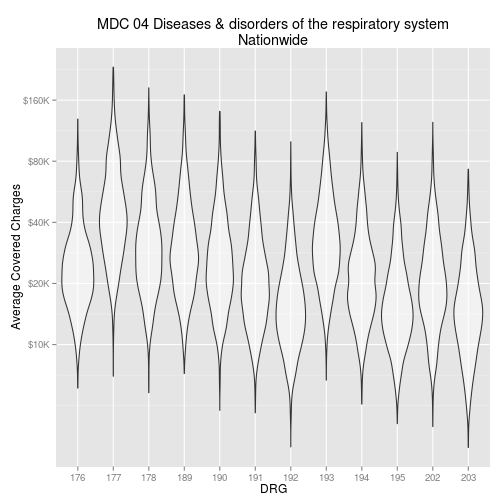 MDC 04 Diseases & disorders of the respiratory system
Nationwide
Average Covered Charges
$160K
$80K
$40K
$20K
$10K
176 177 178 189 190 191 192 193 194 195 202 203
DRG